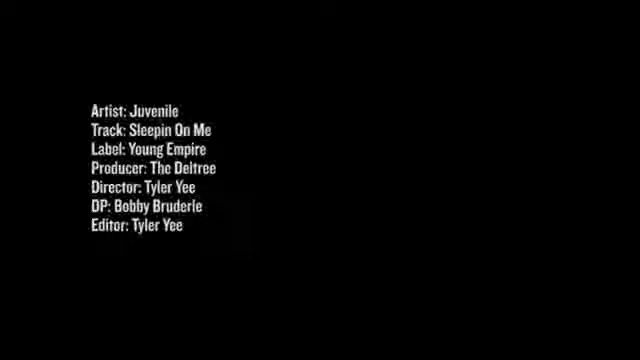 Artist: Juvenile
Track: Sleepin On Me
Label: Young Empire
Producer: The Deltree
Director: Tyler Yee
DP: Bobby Bruderle
Editor: Tyler Yee